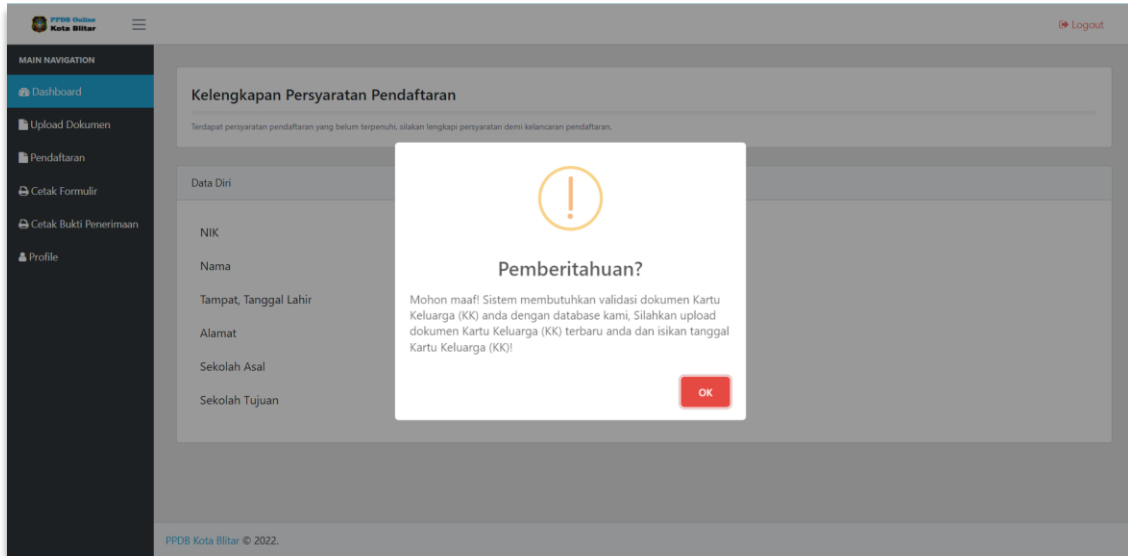 PPDB Online
Kota Blitar
Logout
MAIN NAVIGATION
Dashboard
Upload Dokumen
Pendaftaran
Cetak Formulir
Cetak Bukti Penerimaan
Profile
Kelengkapan Persyaratan Pendaftaran
Terdapat persyaratan pendaftaran yang belum terpenuhi, silakan lengkapi persyaratan demi kelancaran pendaftaran.
Data Diri
NIK
Nama
Tampat, Tanggal Lahir
Alamat
Sekolah Asal
Sekolah Tujuan
Pemberitahuan?
Mohon maaf! Sistem membutuhkan validasi dokumen Kartu
Keluarga (KK) anda dengan database kami, Silahkan upload
dokumen Kartu Keluarga (KK) terbaru anda dan isikan tanggal
Kartu Keluarga (KK)!
OK
PPDB Kota Blitar © 2022.